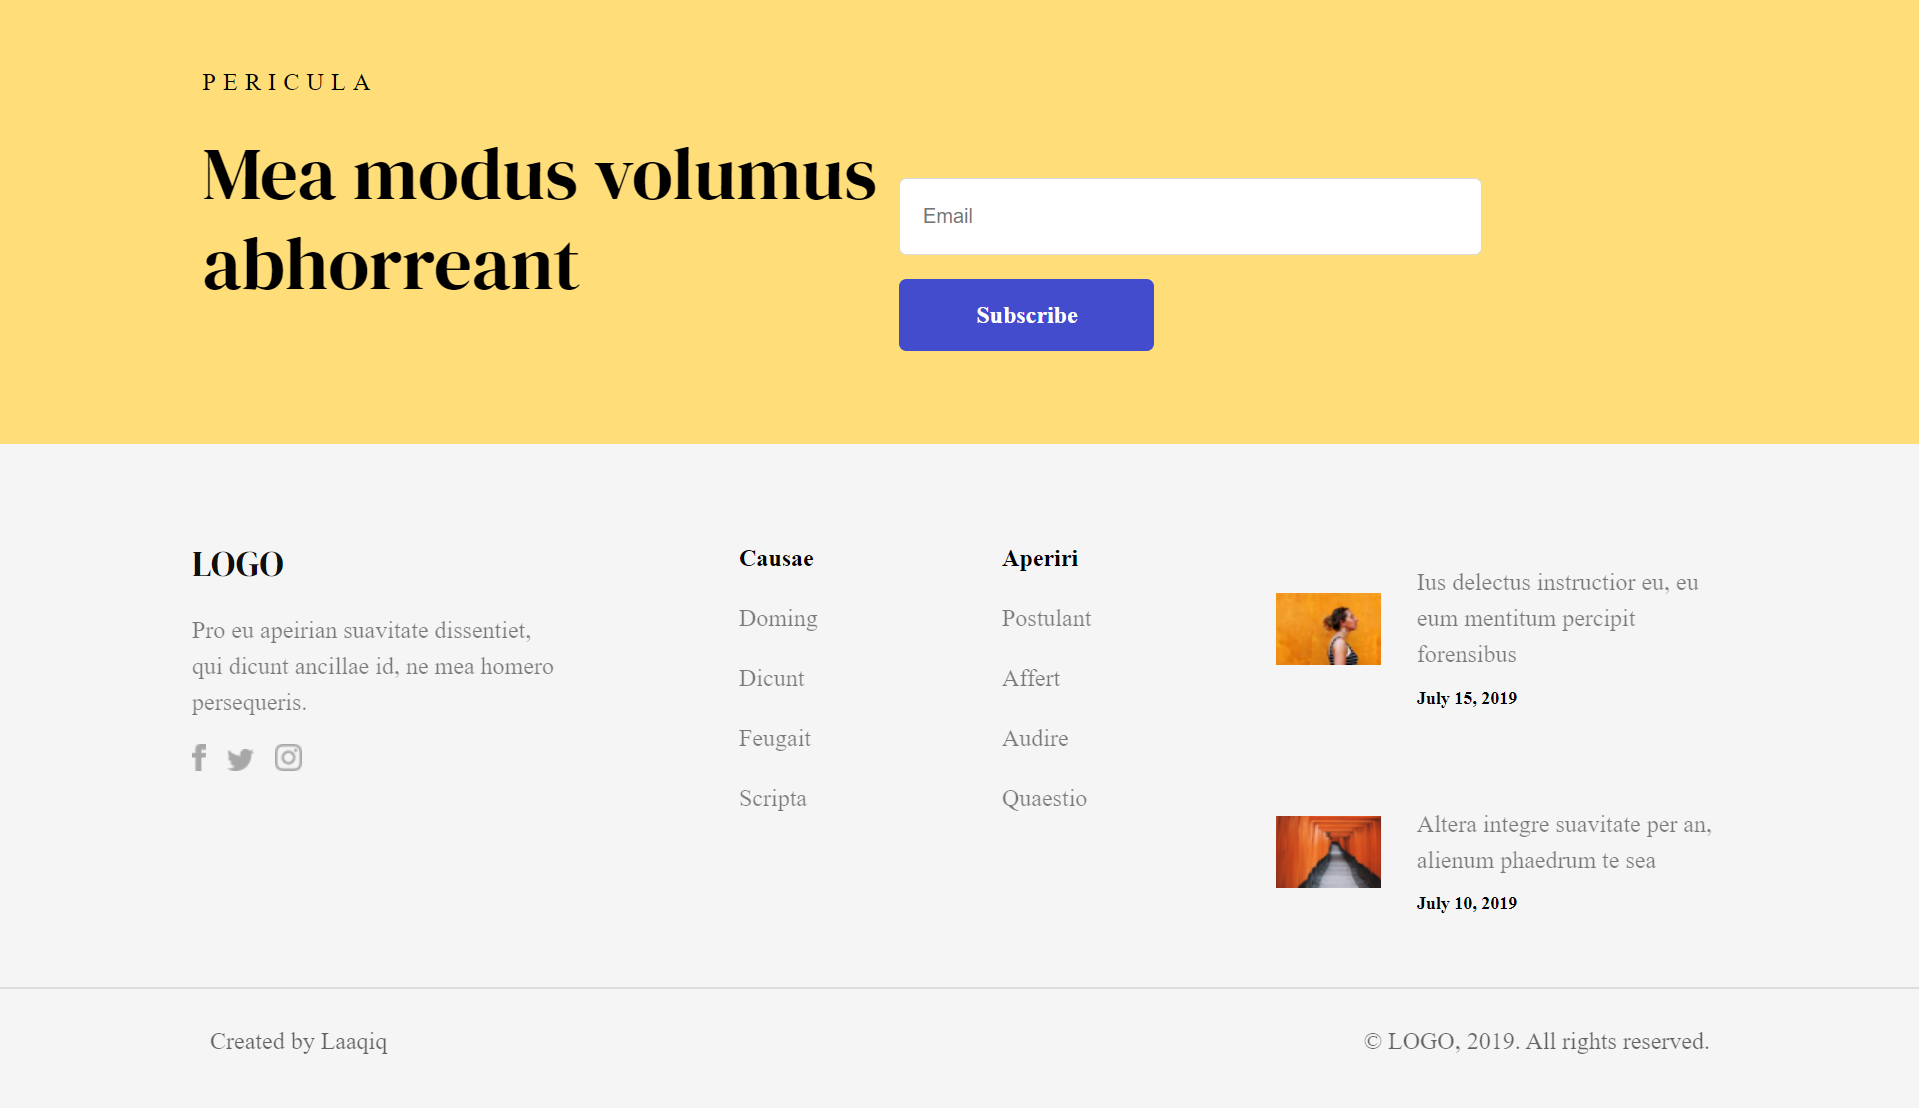 PERICULA
Mea modus volumus
abhorreant
Email
Subscribe
LOGO
Pro eu apeirian suavitate dissentiet,
qui dicunt ancillae id, ne mea homero
persequeris.
Causae
Doming
Dicunt
Feugait
Scripta
Aperiri
Postulant
Affert
Audire
Quaestio
Ius delectus instructior eu, eu
eum mentitum percipit
forensibus
July 15, 2019
Altera integre suavitate per an,
alienum phaedrum te sea
July 10, 2019
Created by Laaqiq
© LOGO, 2019. All rights reserved.